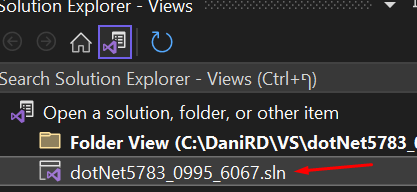 Solution Explorer - Views
Search Solution Explorer - Views (Ctrl+ף)
Open a solution, folder, or other item
Folder View (C:\DaniRD\VS\dotNet5783_
dotNet5783_0995_6067.sln